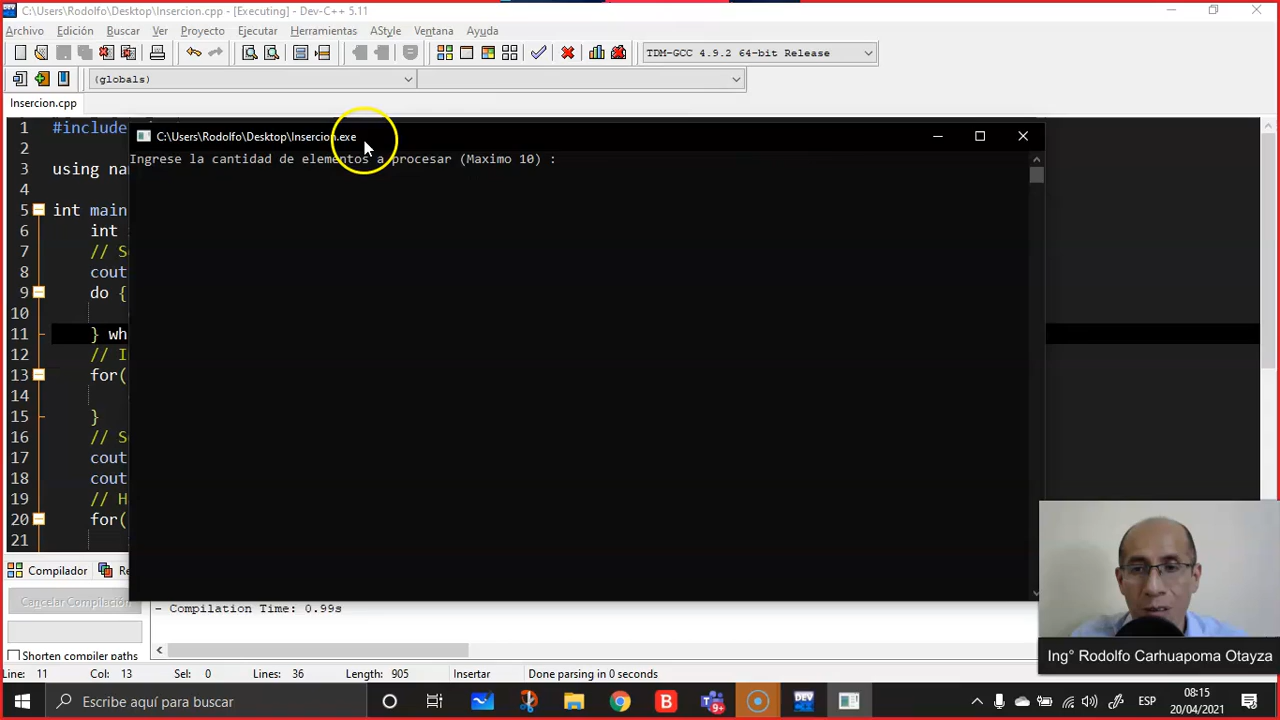 C:\Users\Rodolfo\Desktop\Insercion.cpp - [Executing] - Dev-C++ 5.11
Archivo Edición Buscar Ver Proyecto Ejecutar Herramientas AStyle Ventana Ayuda
TDM-GCC 4.9.2 64-bit Release
(globals)
Insercion.cpp
1 #include
2
3 using
4
5 int main
6 int
7 //
8 cout
9 do {
10
11 } wh
12 // I
13 for(
14
15 }
16 //
17 cout
18 cout
19 // H
20 for(
21
C:\Users\Rodolfo\Desktop\Insercion.exe
Ingrese la cantidad de elementos a procesar (Maximo 10) :
Compilador Re
Cancelar Compilación
- Compilation Time: 0.99s
Shorten compiler paths
Line: 11 Col: 13 Sel: 0 Lines: 36 Length: 905 Insertar Done parsing in 0 seconds
Ing° Rodolfo Carhuapoma Otayza
Escribe aquí para buscar
B
9+
DEV
ESP
08:15
20/04/2021